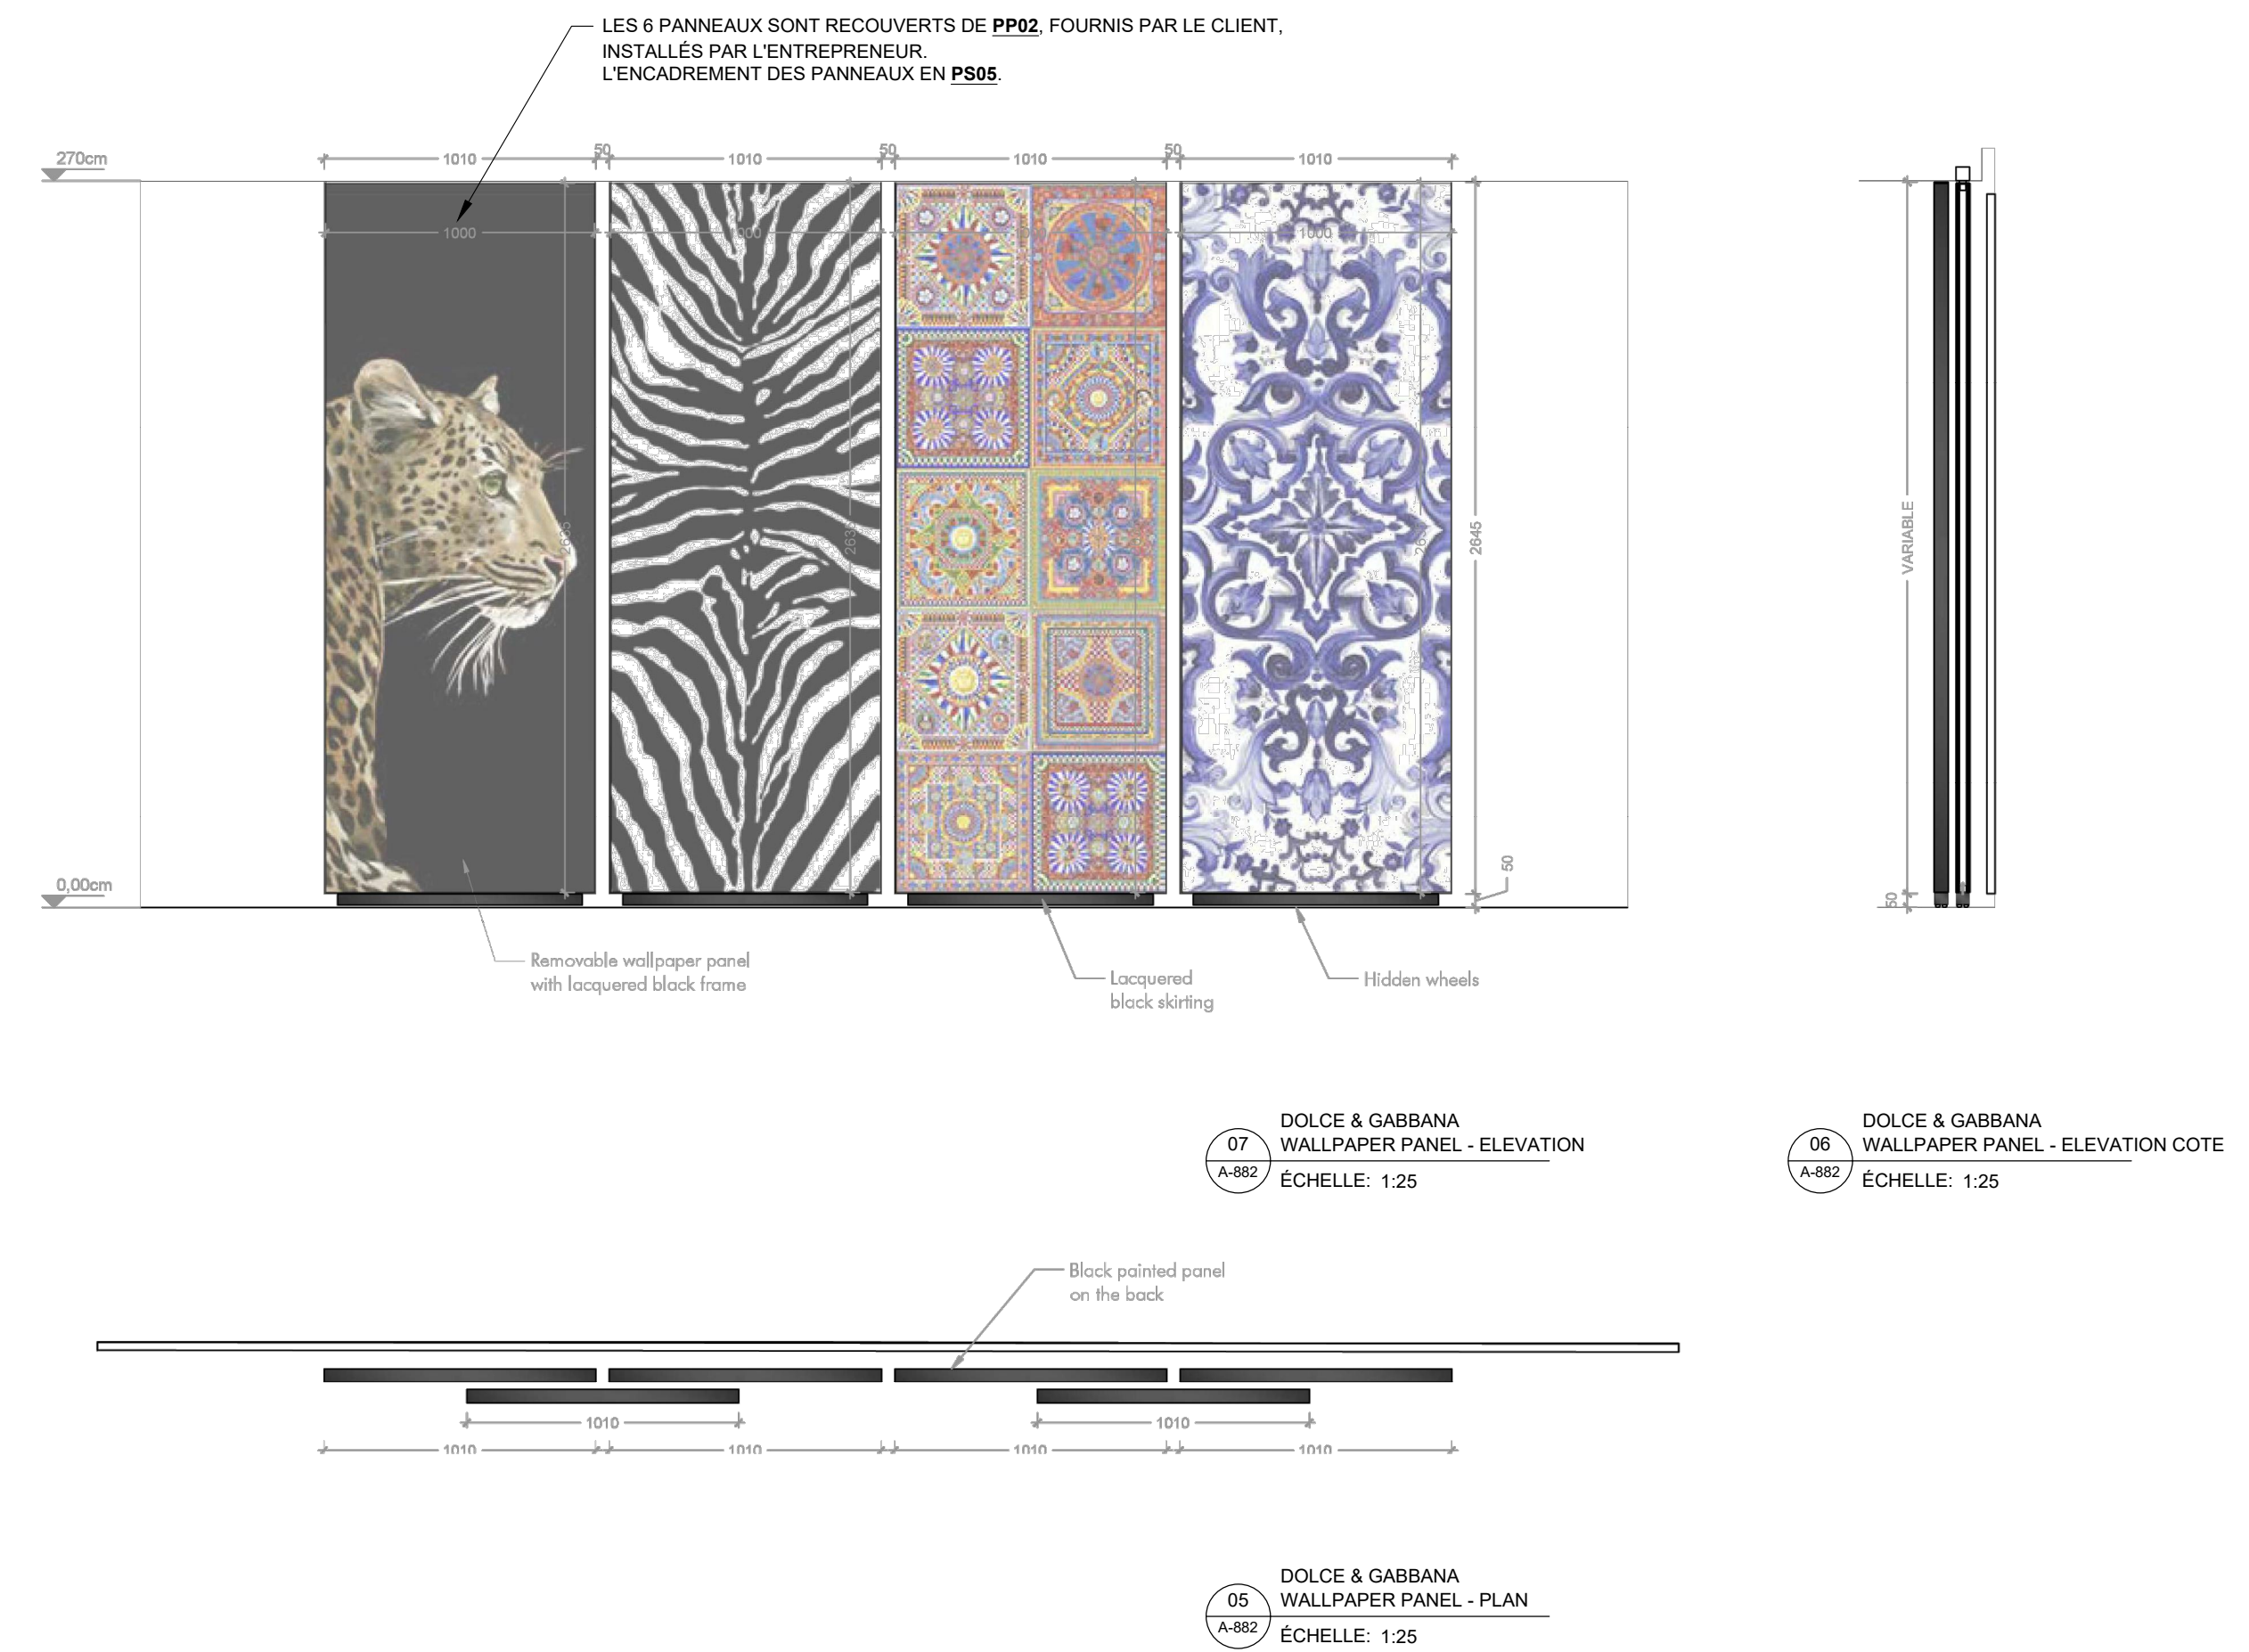 LES 6 PANNEAUX SONT RECOUVERTS DE PP02, FOURNIS PAR LE CLIENT,
INSTALLÉS PAR L'ENTREPRENEUR.
L'ENCADREMENT DES PANNEAUX EN PS05.
270cm
1010
50
1010
50
1010
50
1010
1000
1000
1000
2635
2635
2645
VARIABLE
50
50
0,00cm
Removable wallpaper panel
with lacquered black frame
Lacquered
black skirting
Hidden wheels
07
A-882
DOLCE & GABBANA
WALLPAPER PANEL - ELEVATION
ÉCHELLE: 1:25
06
A-882
DOLCE & GABBANA
WALLPAPER PANEL - ELEVATION COTE
ÉCHELLE: 1:25
Black painted panel
on the back
1010
1010
1010
1010
1010
1010
05
A-882
DOLCE & GABBANA
WALLPAPER PANEL - PLAN
ÉCHELLE: 1:25